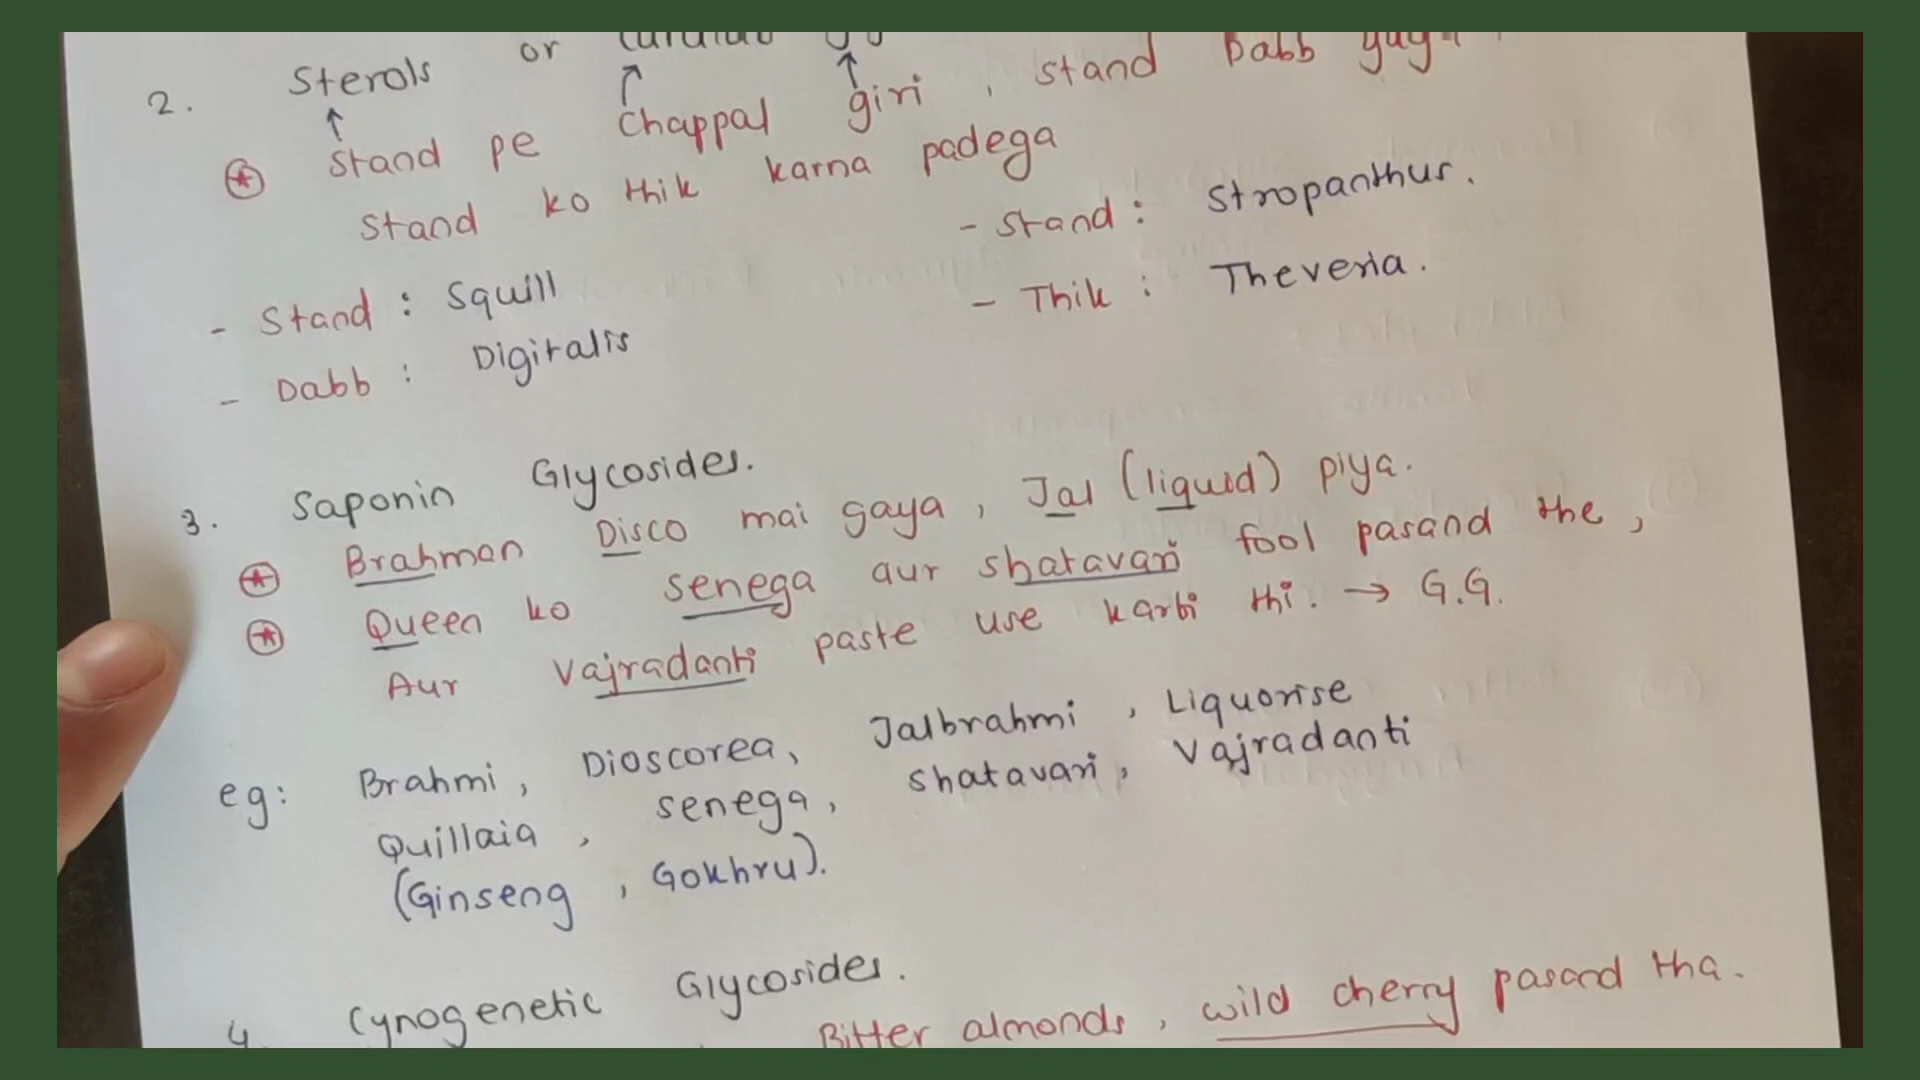 2. Sterols or
stand Dabb
Stand pe Chappal giri ,
Stand ko thik karna padega
- Stand : Squill
- Dabb : Digitalis
- Stand : Stropanthus.
- Thik : Theveria.
3. Saponin Glycosides.
Brahman Disco mai gaya , Jal (liquid) piya.
Queen ko senega aur shatavari fool pasand the ,
Aur Vajradanti paste use karti thi. → G.G.
eg: Brahmi , Dioscorea, Jalbrahmi , Liquorise
Quillaia , senega, shatavari, Vajradanti
(Ginseng , Gokhru).
4. Cynogenetic Glycosides.
Bitter almonds , wild cherry pasand tha.